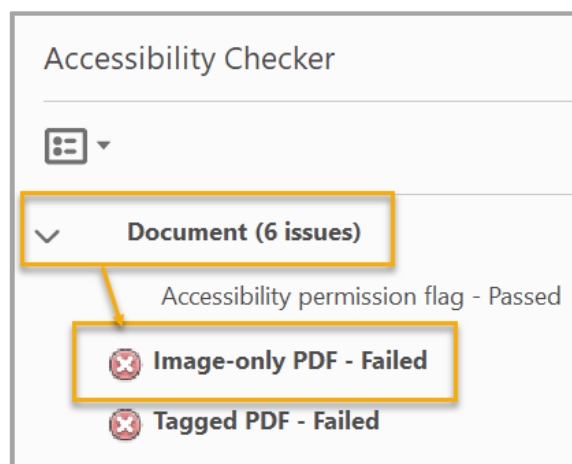 Accessibility Checker
Document (6 issues)
Accessibility permission flag - Passed
Image-only PDF - Failed
Tagged PDF - Failed